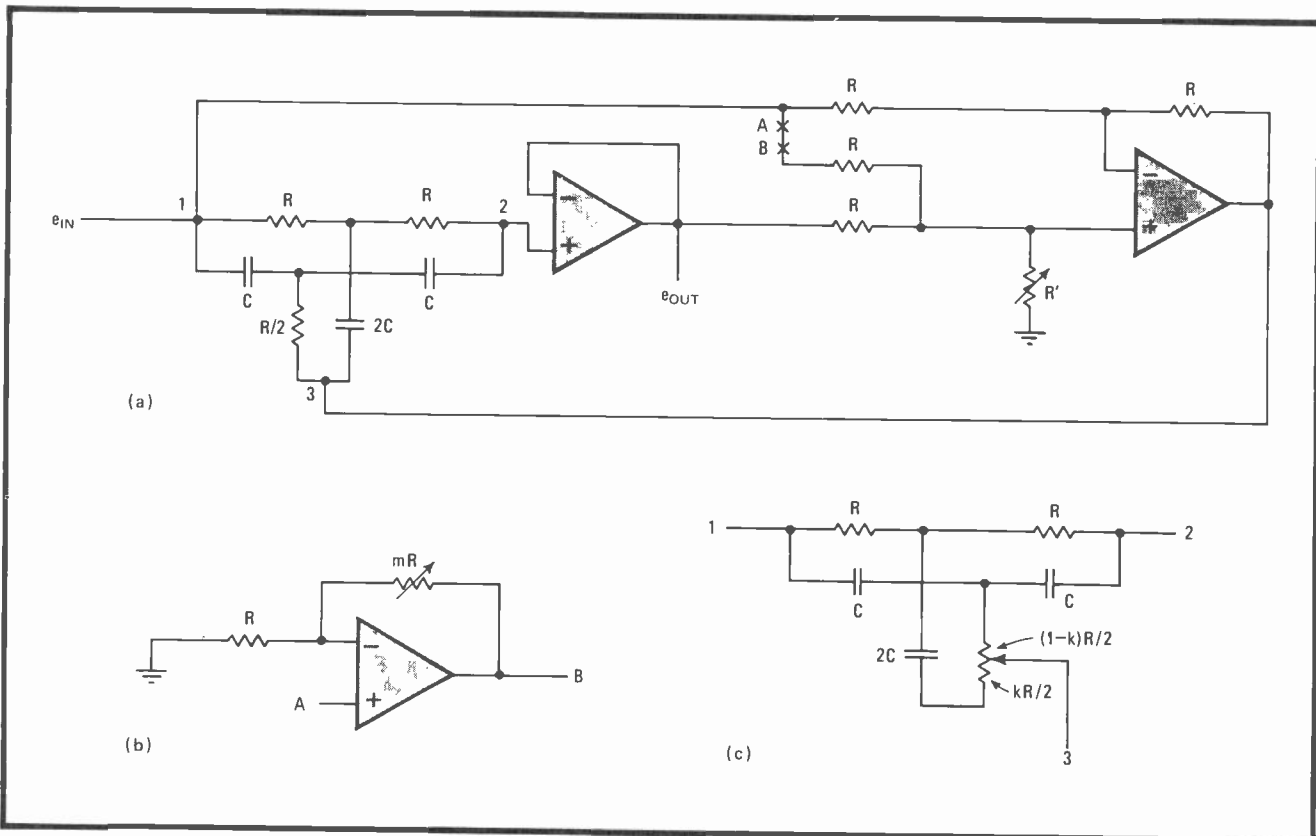 R
R
A
B
R
1
R
R
2
eIN
R
−
+
−
+
C
C
eOUT
R'
R/2
2C
3
(a)
mR
R
−
+
A
B
(b)
R
R
1
2
C
C
(1−k)R/2
2C
kR/2
3
(c)